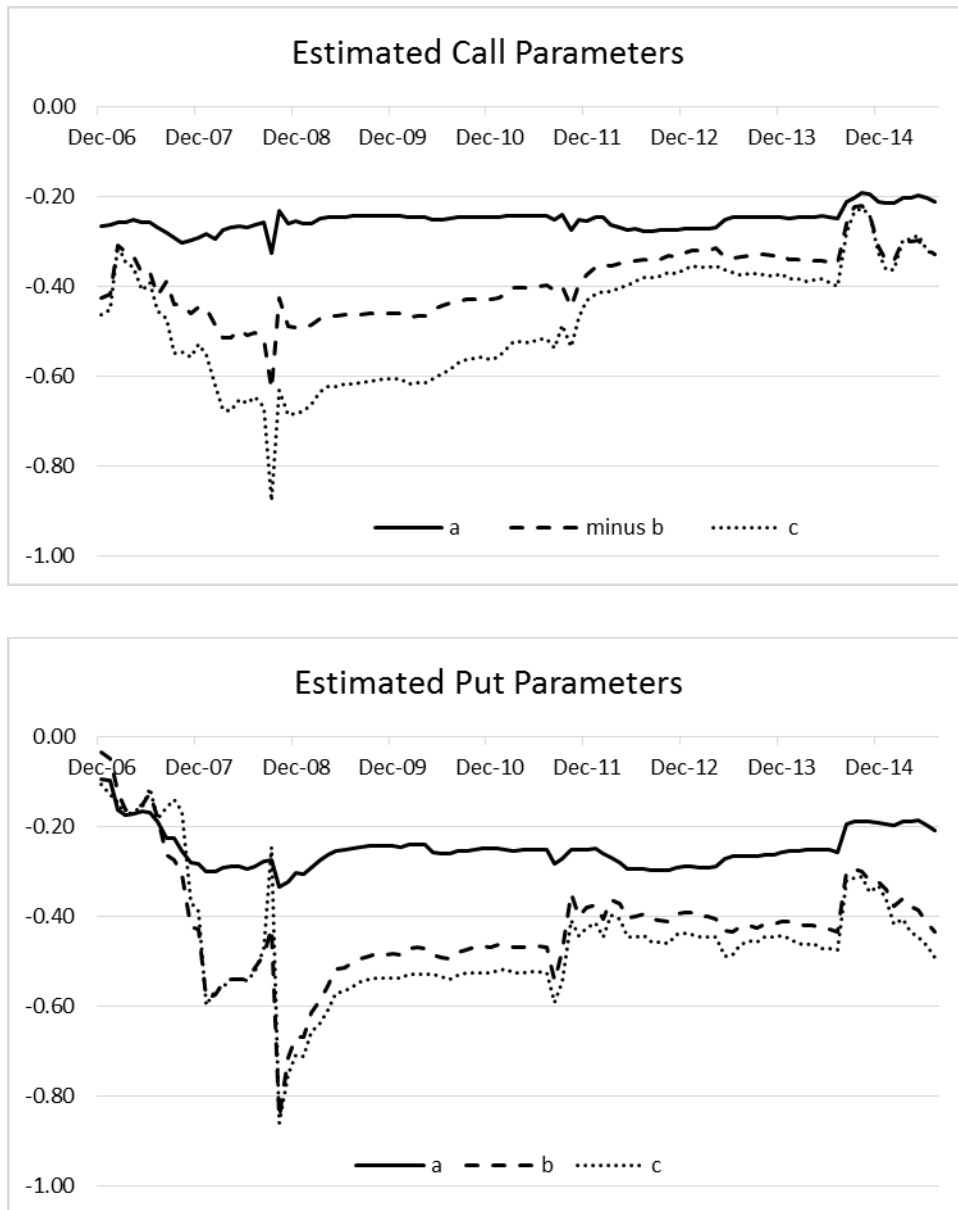 Estimated Call Parameters
0.00
Dec-06 Dec-07 Dec-08 Dec-09 Dec-10 Dec-11 Dec-12 Dec-13 Dec-14
-0.20
-0.40
-0.60
-0.80
a minus b c
-1.00
Estimated Put Parameters
0.00
Dec-06 Dec-07 Dec-08 Dec-09 Dec-10 Dec-11 Dec-12 Dec-13 Dec-14
-0.20
-0.40
-0.60
-0.80
a b c
-1.00